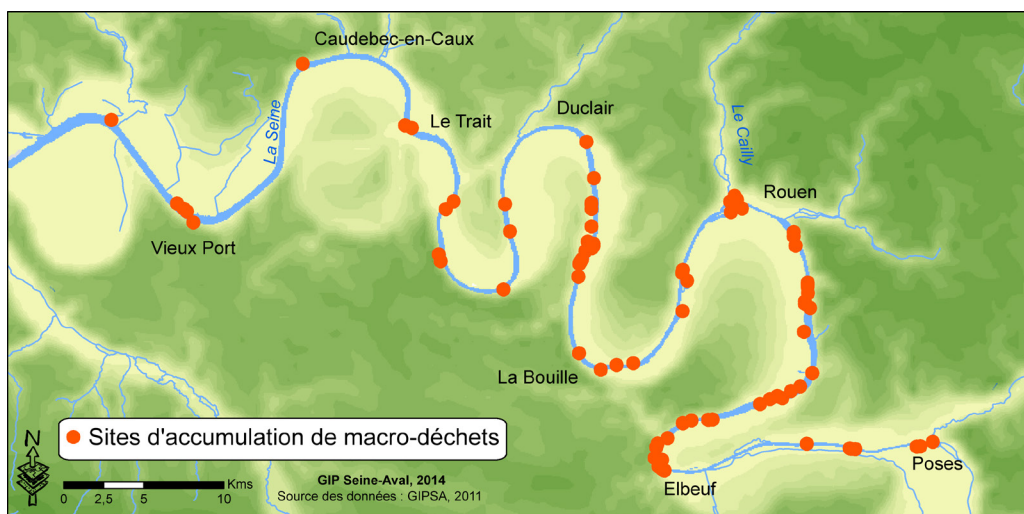 Caudebec-en-Caux
Le Trait
Duclair
La Seine
Le Cailly
Rouen
Vieux Port
La Bouille
Elbeuf
Poses
Sites d'accumulation de macro-déchets
N
GIP Seine-Aval, 2014
Source des données : GIPSA, 2011
0 2,5 5 10 Kms